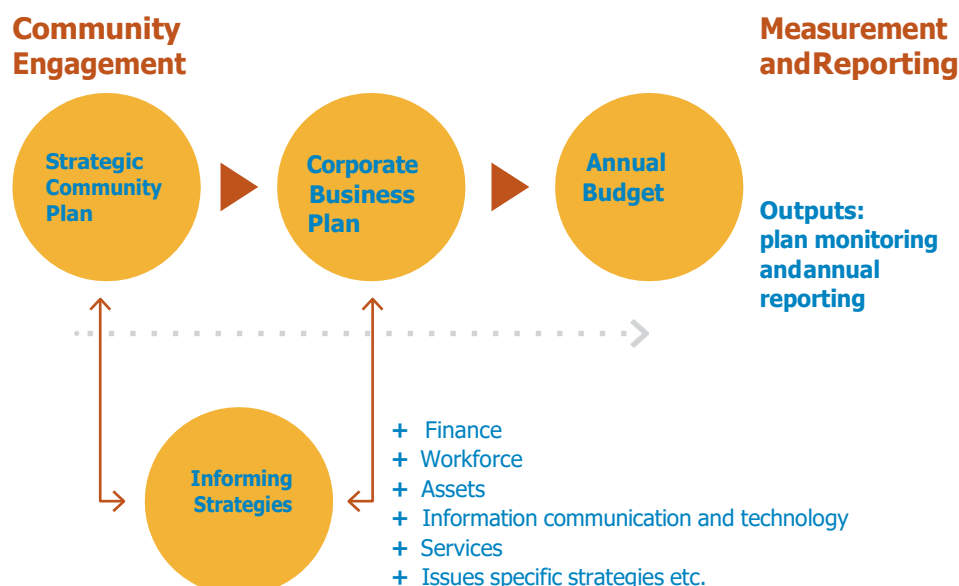 Community
Engagement
Measurement
andReporting
Strategic
Community
Plan
Corporate
Business
Plan
Annual
Budget
Outputs:
plan monitoring
andannual
reporting
Informing
Strategies
+ Finance
+ Workforce
+ Assets
+ Information communication and technology
+ Services
+ Issues specific strategies etc.